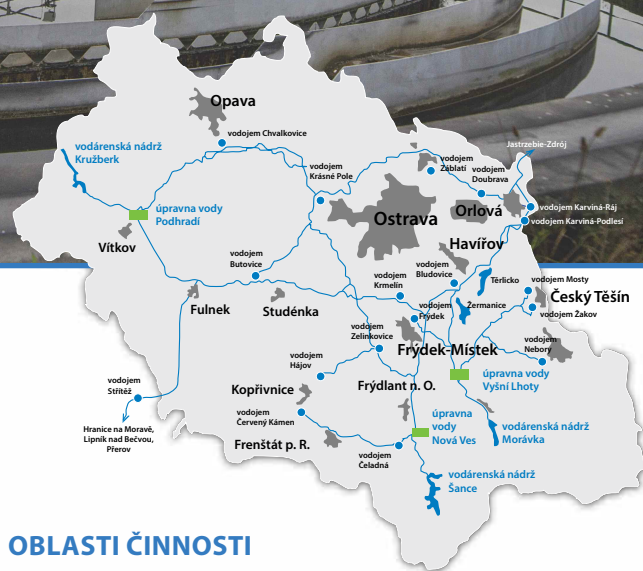 Opava
vodojem Chvalkovice
vodárenská nádrž
Kružberk
vodojem
Krásné Pole
vodojem
Záblatí
Jastrzebie-Zdrój
vodojem
Doubrava
úpravna vody
Podhradí
Ostrava
Orlová
vodojem Karviná-Ráj
vodojem Karviná-Podlesí
Vítkov
Havířov
vodojem
Butovice
vodojem
Bludovice
Těrlicko
vodojem Mosty
vodojem
Krmelín
Český Těšín
Fulnek
Studénka
vodojem
Frýdek
Žermanice
vodojem Žakov
vodojem
Zelinkovice
Frýdek-Místek
vodojem
Nebory
vodojem
Hájov
vodojem
Střítěž
Kopřivnice
Frýdlant n. O.
úpravna vody
Vyšní Lhoty
Hranice na Moravě,
Lipník nad Bečvou,
Přerov
vodojem
Červený Kámen
úpravna
vody
Nová Ves
vodárenská nádrž
Morávka
Frenštát p. R.
vodojem
Čeladná
vodárenská nádrž
Šance
OBLASTI ČINNOSTI